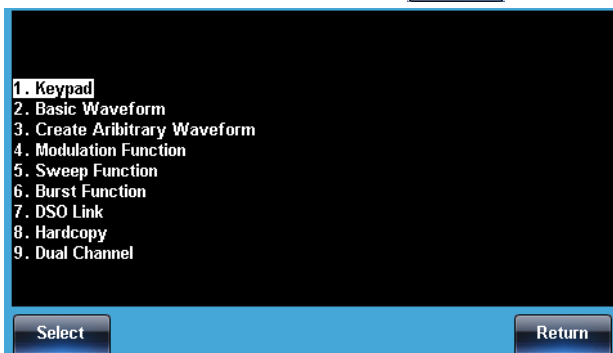 1. Keypad
2. Basic Waveform
3. Create Aribitrary Waveform
4. Modulation Function
5. Sweep Function
6. Burst Function
7. DSO Link
8. Hardcopy
9. Dual Channel
Select
Return